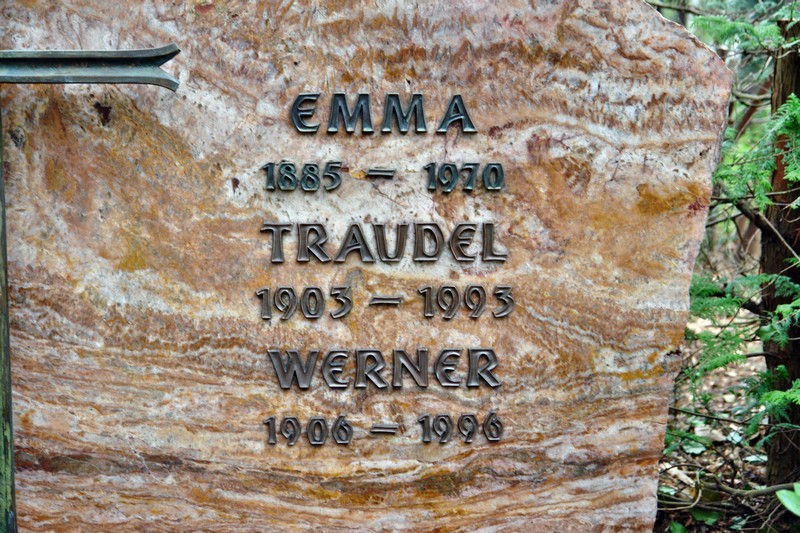 EMMA
1885 – 1970
TRAUDEL
1903 – 1993
WERNER
1906 – 1996